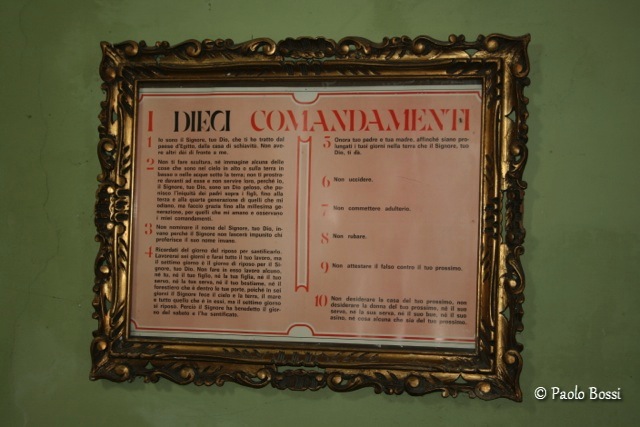 I DIECI COMANDAMENTI
1 Io sono il Signore, tuo Dio, che ti ho tratto dal
paese d'Egitto, dalla casa di schiavitù. Non ave-
re altri dii di fronte a me.
2 Non ti fare scultura, né immagine alcuna delle
cose che sono nel cielo in alto o sulla terra in
basso o nelle acque sotto la terra; non ti prostra-
re davanti ad esse e non servire loro, perché io,
il Signore, tuo Dio, sono un Dio geloso, che pu-
nisce l'iniquità dei padri sopra i figli, fino alla
terza e alla quarta generazione di quelli che mi
odiano, ma faccio grazia fino alla millesima ge-
nerazione, per quelli che mi amano e osservano
i miei comandamenti.
3 Non nominare il nome del Signore, tuo Dio, in-
vano perché il Signore non lascerà impunito chi
proferisce il suo nome invano.
4 Ricordati del giorno del riposo per santificarlo.
Lavorerai sei giorni e farai tutto il tuo lavoro, ma
il settimo giorno è il giorno di riposo per il Si-
gnore, tuo Dio. Non fare in esso lavoro alcuno,
né tu, né il tuo figlio, né la tua figlia, né il tuo
servo, né la tua serva, né il tuo bestiame, né il
forestiero che è dentro la tua porta, poiché in sei
giorni il Signore fece il cielo e la terra, il mare
e tutto quello che è in essi, ma il settimo giorno
si riposò. Perciò il Signore ha benedetto il gior-
no del sabato e l'ha santificato.
5 Onora tuo padre e tua madre, affinché siano pro-
lungati i tuoi giorni nella terra che il Signore, tuo
Dio, ti dà.
6 Non uccidere.
7 Non commettere adulterio.
8 Non rubare.
9 Non attestare il falso contro il tuo prossimo.
10 Non desiderare la casa del tuo prossimo, non
desiderare la donna del tuo prossimo, né il suo
servo, né la sua serva, né il suo bue, né il suo
asino, né cosa alcuna che sia del tuo prossimo.
© Paolo Bossi